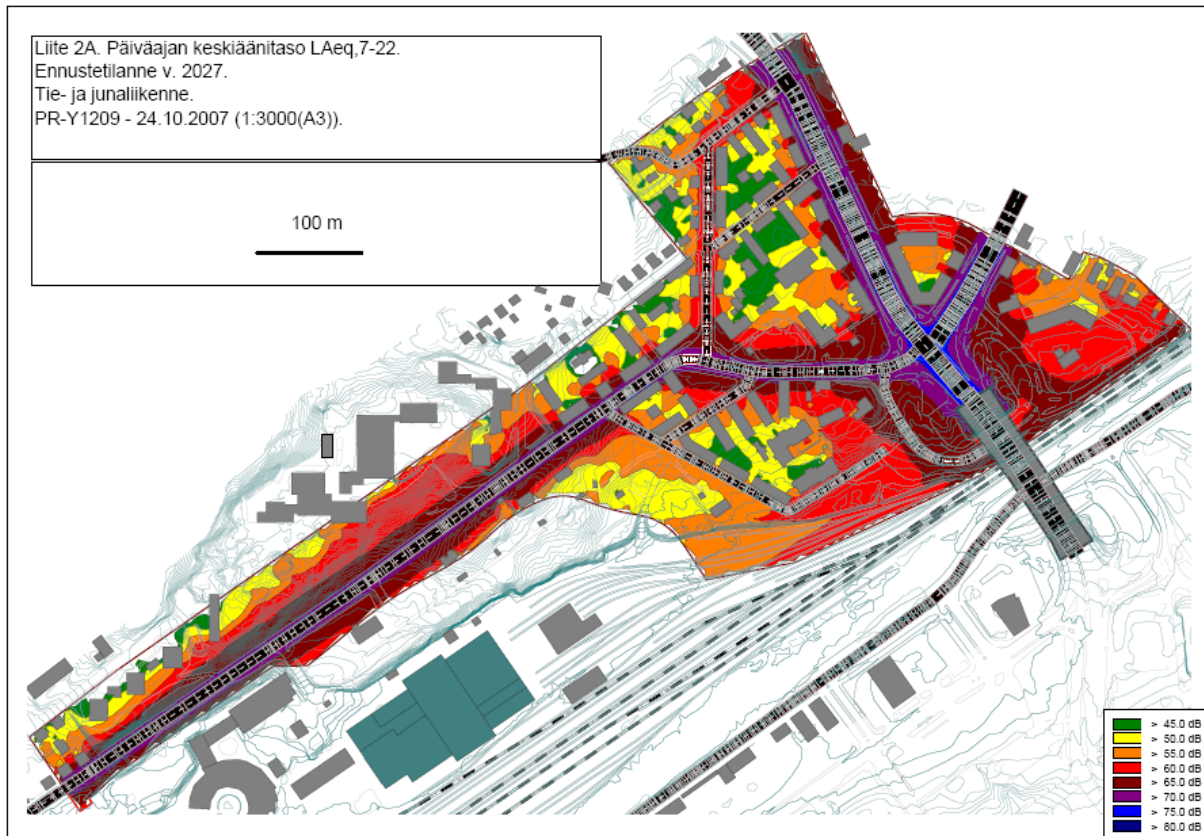 Liite 2A. Päiväajan keskiäänitaso LAeq,7-22.
Ennustetilanne v. 2027.
Tie- ja junaliikenne.
PR-Y1209 - 24.10.2007 (1:3000(A3)).
100 m
> 45.0 dB
> 50.0 dB
> 55.0 dB
> 60.0 dB
> 65.0 dB
> 70.0 dB
> 75.0 dB
> 80.0 dB